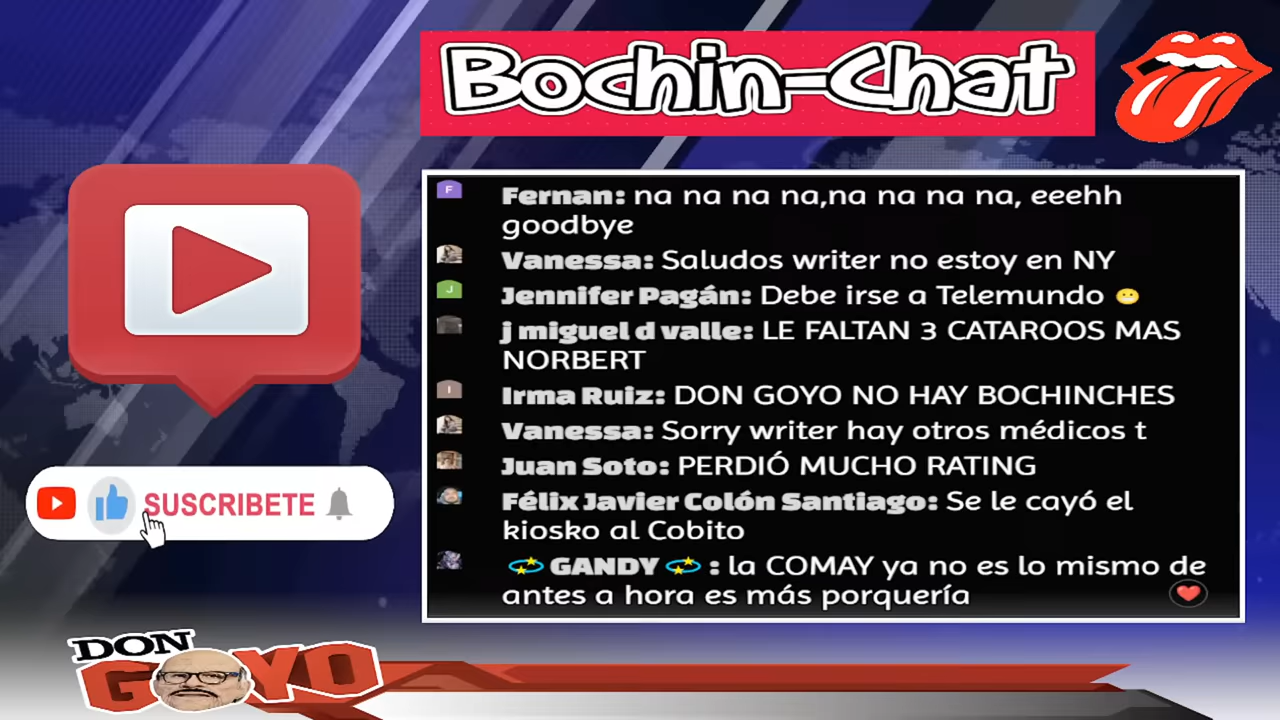 Bochin-Chat
F
Fernan: na na na na,na na na na, eeehh
goodbye
Vanessa: Saludos writer no estoy en NY
J
Jennifer Pagán: Debe irse a Telemundo 😬
j miguel d valle: LE FALTAN 3 CATAROOS MAS
NORBERT
I
Irma Ruiz: DON GOYO NO HAY BOCHINCHES
Vanessa: Sorry writer hay otros médicos t
Juan Soto: PERDIÓ MUCHO RATING
Félix Javier Colón Santiago: Se le cayó el
kiosko al Cobito
💫 GANDY 💫 : la COMAY ya no es lo mismo de
antes a hora es más porquería
SUSCRIBETE
DON
GOYO